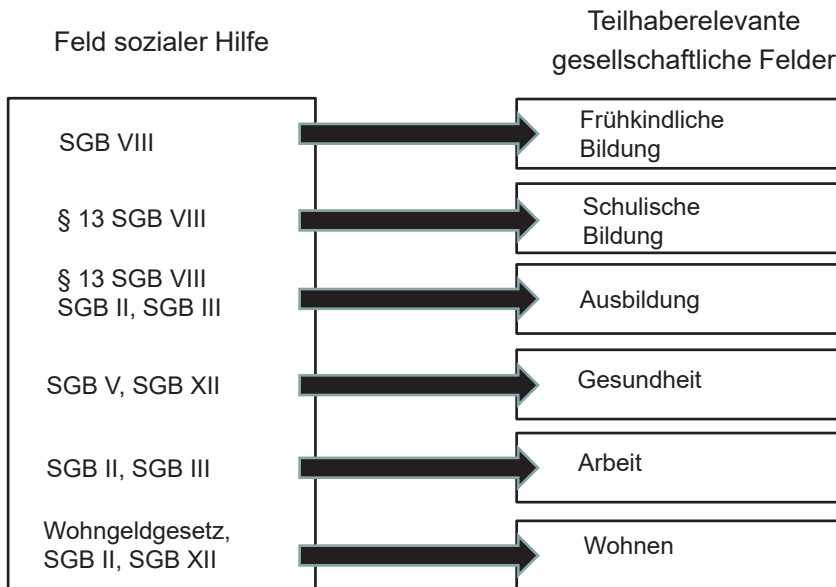 Feld sozialer Hilfe
Teilhaberelevante
gesellschaftliche Felder
SGB VIII
Frühkindliche
Bildung
§ 13 SGB VIII
Schulische
Bildung
§ 13 SGB VIII
SGB II, SGB III
Ausbildung
SGB V, SGB XII
Gesundheit
SGB II, SGB III
Arbeit
Wohngeldgesetz,
SGB II, SGB XII
Wohnen